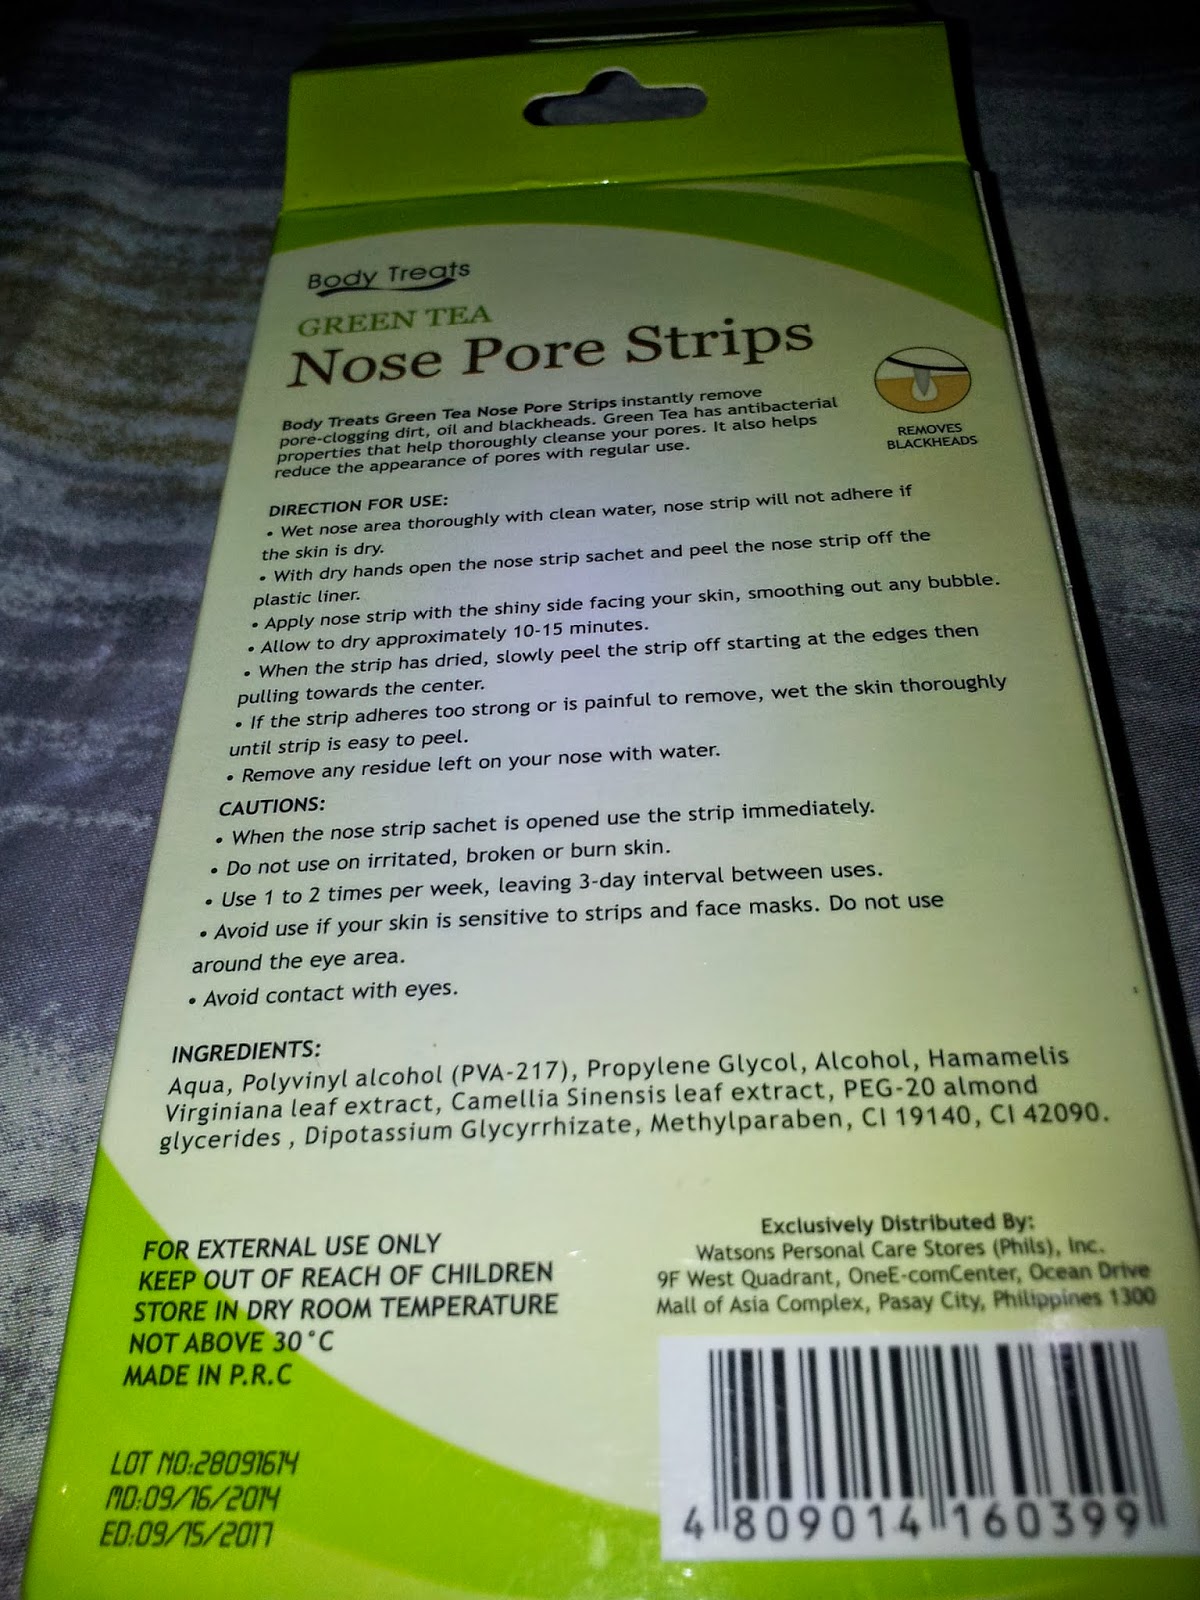 Body Treats
GREEN TEA
Nose Pore Strips
Body Treats Green Tea Nose Pore Strips instantly remove
pore-clogging dirt, oil and blackheads. Green Tea has antibacterial
properties that help thoroughly cleanse your pores. It also helps
reduce the appearance of pores with regular use.
REMOVES
BLACKHEADS
DIRECTION FOR USE:
• Wet nose area thoroughly with clean water, nose strip will not adhere if
the skin is dry.
• With dry hands open the nose strip sachet and peel the nose strip off the
plastic liner.
• Apply nose strip with the shiny side facing your skin, smoothing out any bubble.
• Allow to dry approximately 10-15 minutes.
• When the strip has dried, slowly peel the strip off starting at the edges then
pulling towards the center.
• If the strip adheres too strong or is painful to remove, wet the skin thoroughly
until strip is easy to peel.
• Remove any residue left on your nose with water.
CAUTIONS:
• When the nose strip sachet is opened use the strip immediately.
• Do not use on irritated, broken or burn skin.
• Use 1 to 2 times per week, leaving 3-day interval between uses.
• Avoid use if your skin is sensitive to strips and face masks. Do not use
around the eye area.
• Avoid contact with eyes.
INGREDIENTS:
Aqua, Polyvinyl alcohol (PVA-217), Propylene Glycol, Alcohol, Hamamelis
Virginiana leaf extract, Camellia Sinensis leaf extract, PEG-20 almond
glycerides , Dipotassium Glycyrrhizate, Methylparaben, CI 19140, CI 42090.
FOR EXTERNAL USE ONLY
KEEP OUT OF REACH OF CHILDREN
STORE IN DRY ROOM TEMPERATURE
NOT ABOVE 30°C
MADE IN P.R.C
Exclusively Distributed By:
Watsons Personal Care Stores (Phils), Inc.
9F West Quadrant, OneE-comCenter, Ocean Drive
Mall of Asia Complex, Pasay City, Philippines 1300
LOT NO:28091614
MD:09/16/2014
ED:09/15/2017
4 809014 160399